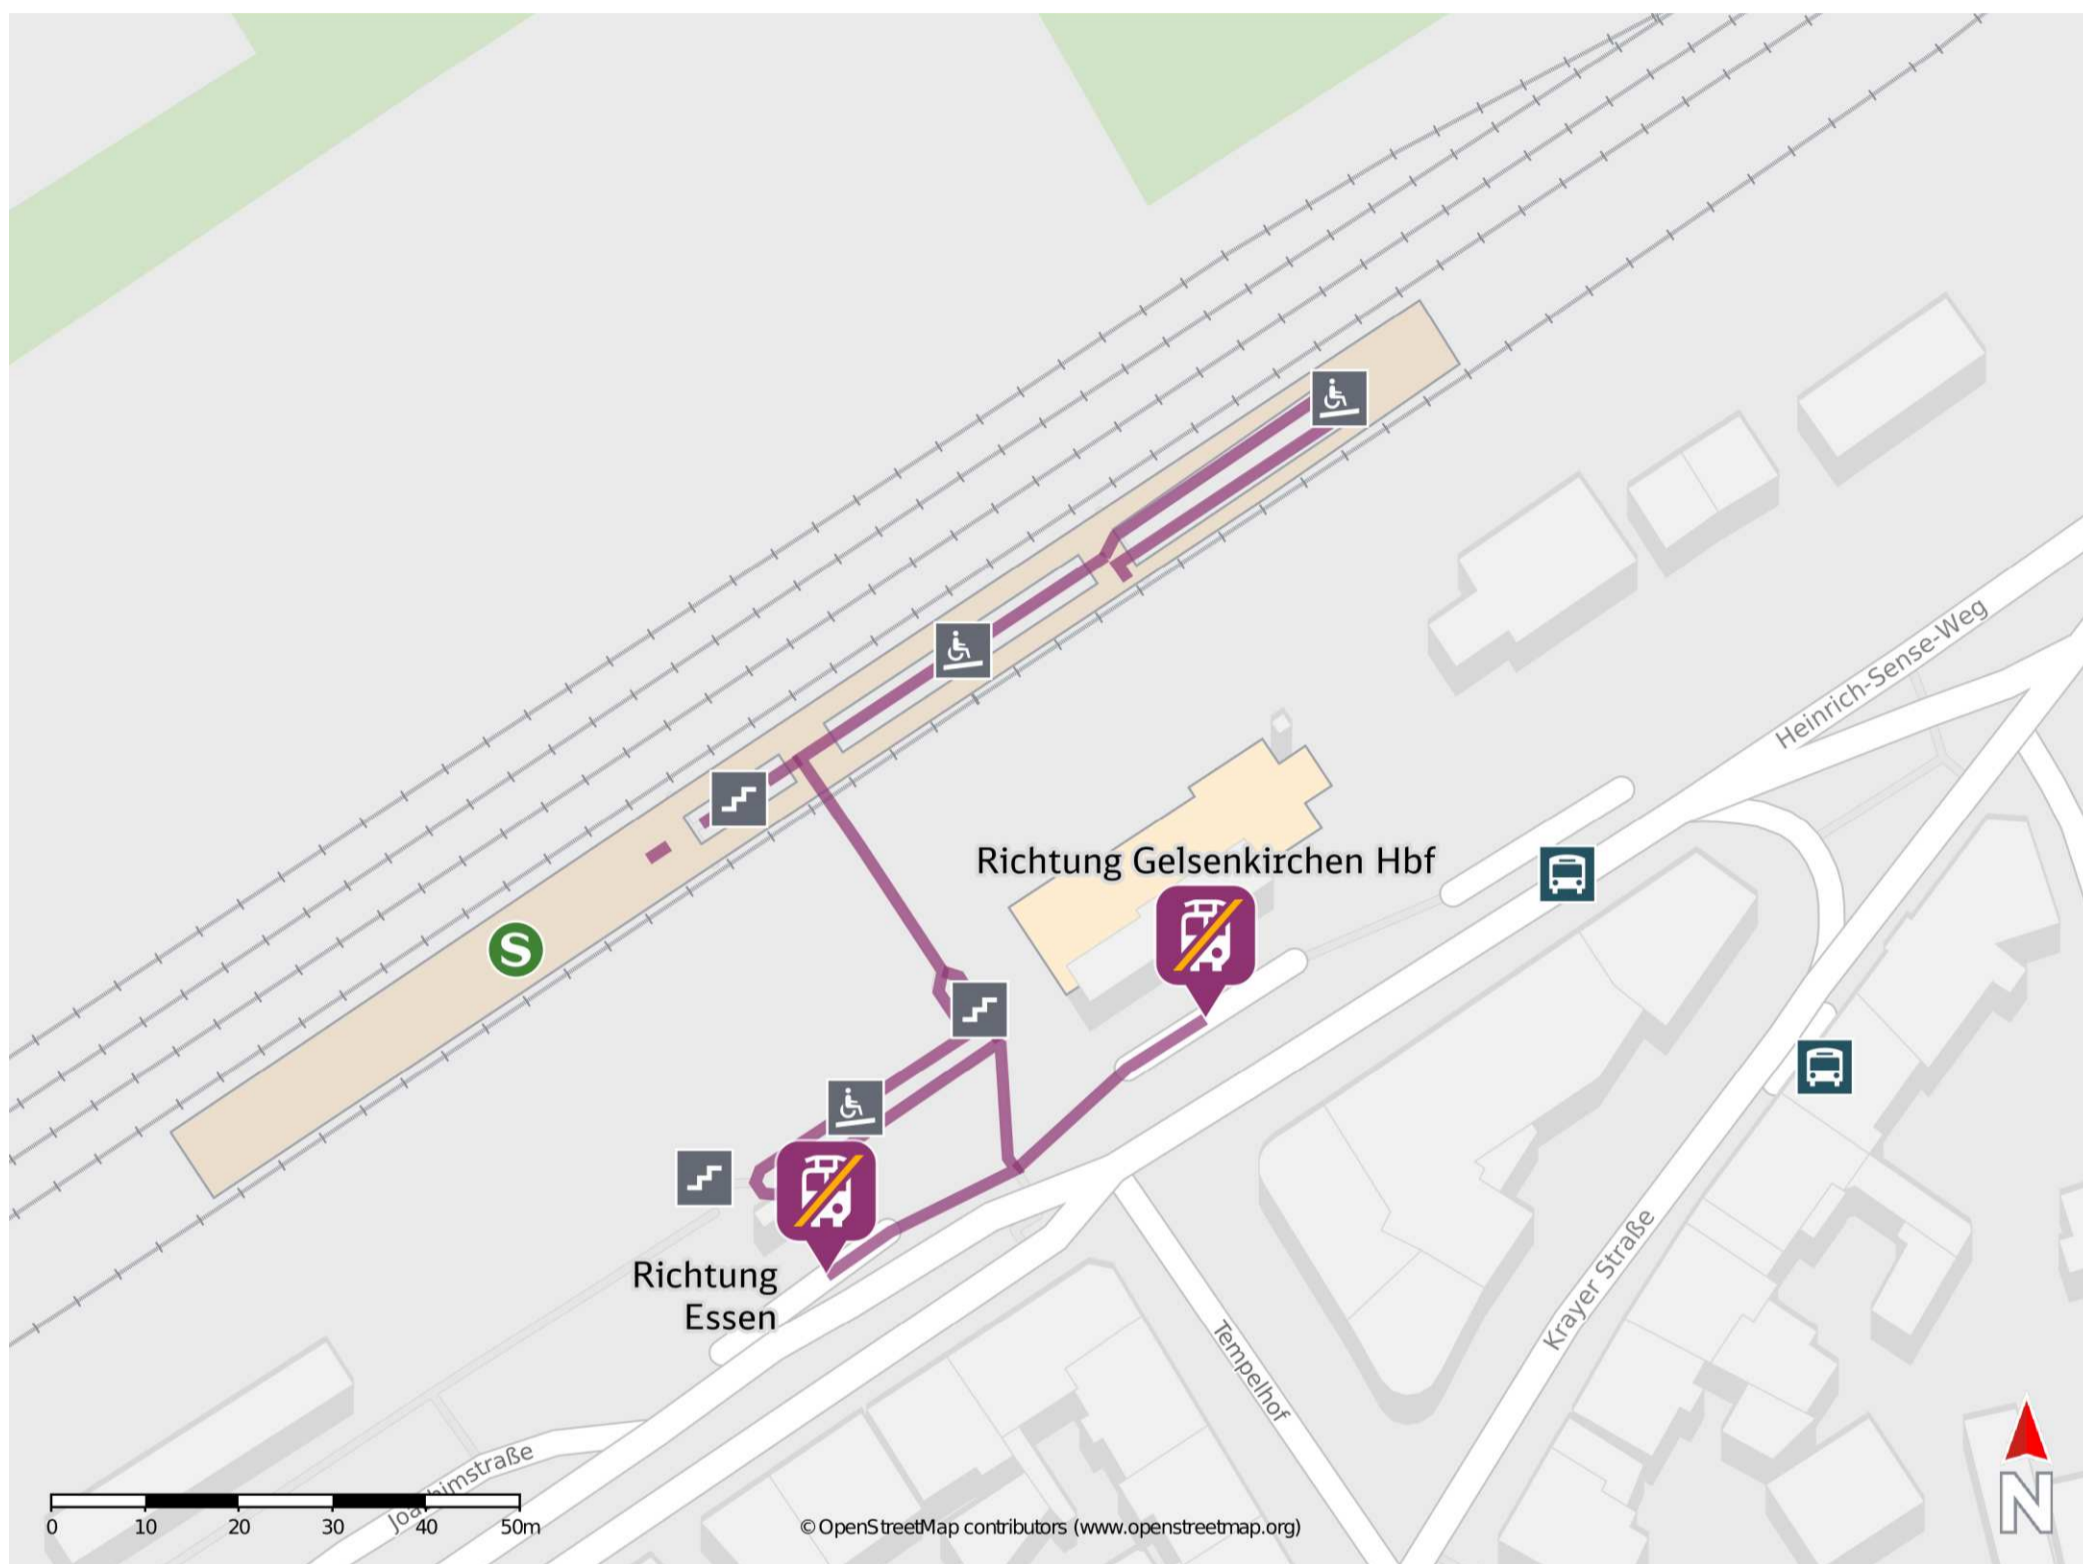 Heinrich-Sense-Weg
Richtung Gelsenkirchen Hbf
S
Richtung
Essen
Krayer Straße
Tempelhof
Joachimstraße
0 10 20 30 40 50m
© OpenStreetMap contributors (www.openstreetmap.org)
N